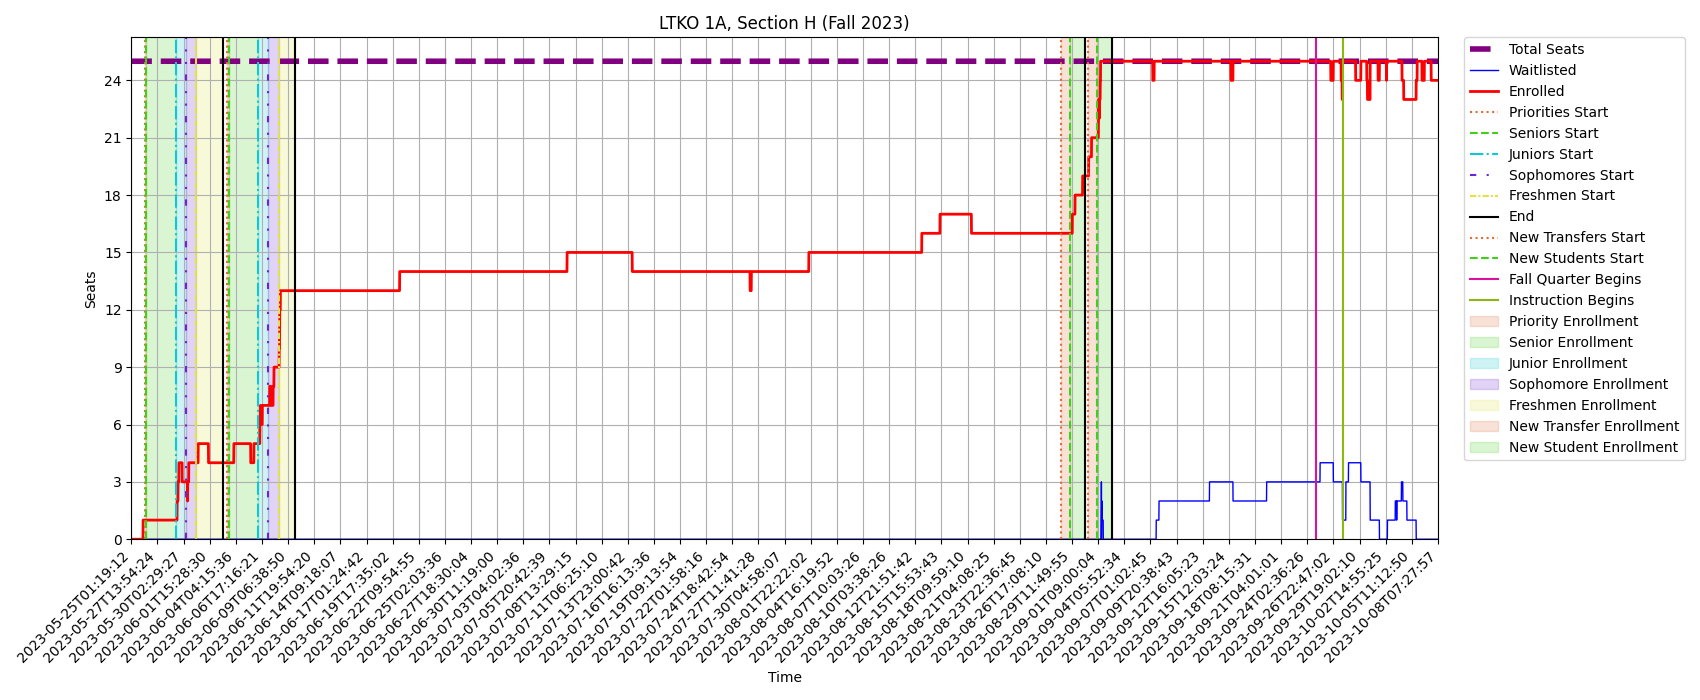 LTKO 1A, Section H (Fall 2023)
Total Seats
Waitlisted
Enrolled
Priorities Start
Seniors Start
Juniors Start
Sophomores Start
Freshmen Start
End
New Transfers Start
New Students Start
Fall Quarter Begins
Instruction Begins
Priority Enrollment
Senior Enrollment
Junior Enrollment
Sophomore Enrollment
Freshmen Enrollment
New Transfer Enrollment
New Student Enrollment
Seats
24
21
18
15
12
9
6
3
0
2023-05-25T01:19:12
2023-05-27T13:54:24
2023-05-30T02:29:27
2023-06-01T15:28:30
2023-06-04T04:15:36
2023-06-06T17:16:21
2023-06-09T06:38:50
2023-06-11T19:54:20
2023-06-14T09:18:07
2023-06-17T01:24:42
2023-06-19T17:35:02
2023-06-22T09:54:55
2023-06-25T02:03:36
2023-06-27T18:30:04
2023-06-30T11:19:00
2023-07-03T04:02:36
2023-07-05T20:42:39
2023-07-08T13:29:15
2023-07-11T06:25:10
2023-07-13T23:00:42
2023-07-16T16:13:36
2023-07-19T09:13:54
2023-07-22T01:58:16
2023-07-24T18:42:54
2023-07-27T11:41:28
2023-07-30T04:58:07
2023-08-01T22:22:02
2023-08-04T16:19:52
2023-08-07T10:03:26
2023-08-10T03:38:26
2023-08-12T21:51:42
2023-08-15T15:53:43
2023-08-18T09:59:10
2023-08-21T04:08:25
2023-08-23T22:36:45
2023-08-26T17:08:10
2023-08-29T11:49:55
2023-09-01T09:00:04
2023-09-04T05:52:34
2023-09-07T01:02:45
2023-09-09T20:38:43
2023-09-12T16:05:23
2023-09-15T12:03:24
2023-09-18T08:15:31
2023-09-21T04:01:01
2023-09-24T02:36:26
2023-09-26T22:47:02
2023-09-29T19:02:10
2023-10-02T14:55:25
2023-10-05T11:12:50
2023-10-08T07:27:57
Time